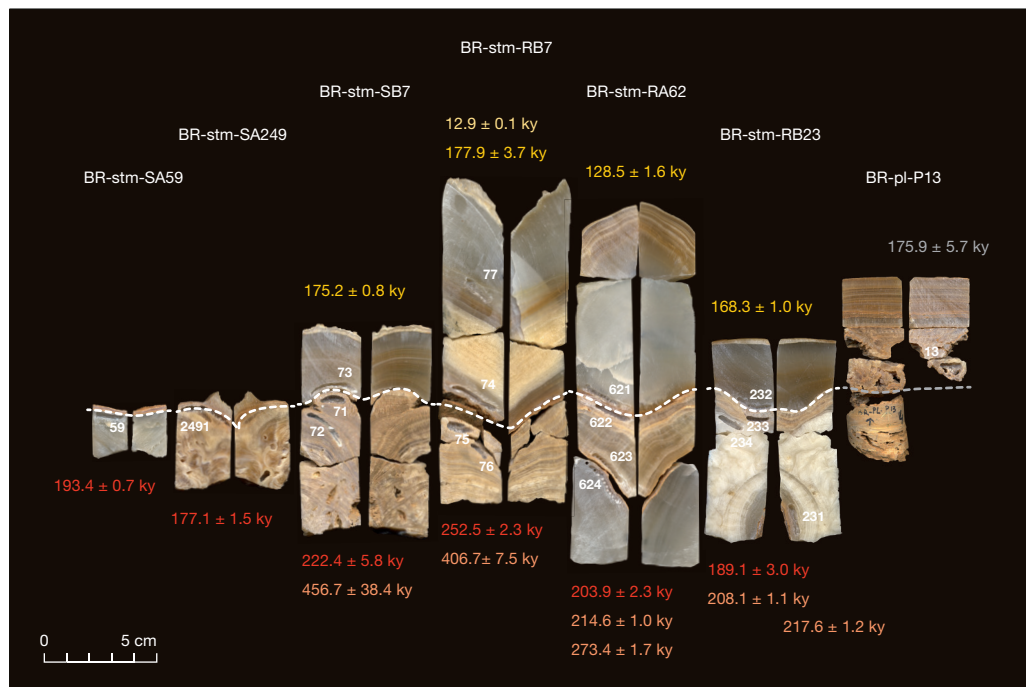 BR-stm-RB7
BR-stm-SB7
BR-stm-RA62
BR-stm-SA249
BR-stm-RB23
BR-stm-SA59
BR-pl-P13
12.9 ± 0.1 ky
177.9 ± 3.7 ky
128.5 ± 1.6 ky
175.9 ± 5.7 ky
175.2 ± 0.8 ky
168.3 ± 1.0 ky
77
13
73
74
621
232
71
59
2491
72
75
622
233
234
76
623
624
231
193.4 ± 0.7 ky
177.1 ± 1.5 ky
222.4 ± 5.8 ky
456.7 ± 38.4 ky
252.5 ± 2.3 ky
406.7± 7.5 ky
203.9 ± 2.3 ky
214.6 ± 1.0 ky
273.4 ± 1.7 ky
189.1 ± 3.0 ky
208.1 ± 1.1 ky
217.6 ± 1.2 ky
0 5 cm